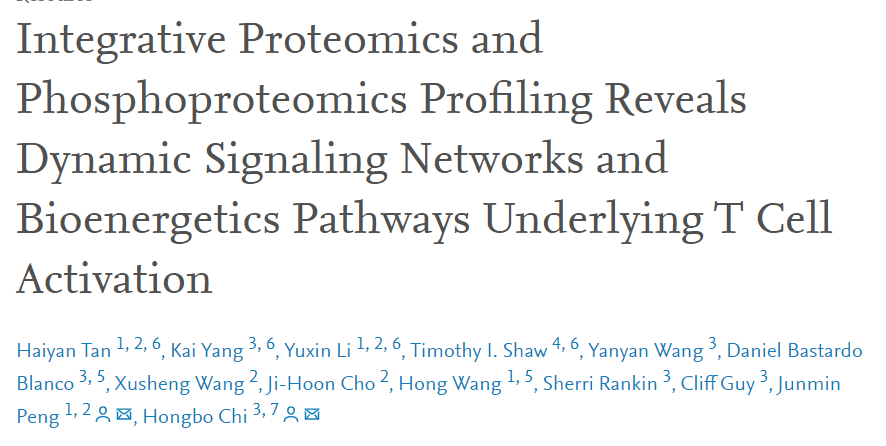 Integrative Proteomics and
Phosphoproteomics Profiling Reveals
Dynamic Signaling Networks and
Bioenergetics Pathways Underlying T Cell
Activation
Haiyan Tan 1, 2, 6, Kai Yang 3, 6, Yuxin Li 1, 2, 6, Timothy I. Shaw 4, 6, Yanyan Wang 3, Daniel Bastardo
Blanco 3, 5, Xusheng Wang 2, Ji-Hoon Cho 2, Hong Wang 1, 5, Sherri Rankin 3, Cliff Guy 3, Junmin
Peng 1, 2, Hongbo Chi 3, 7